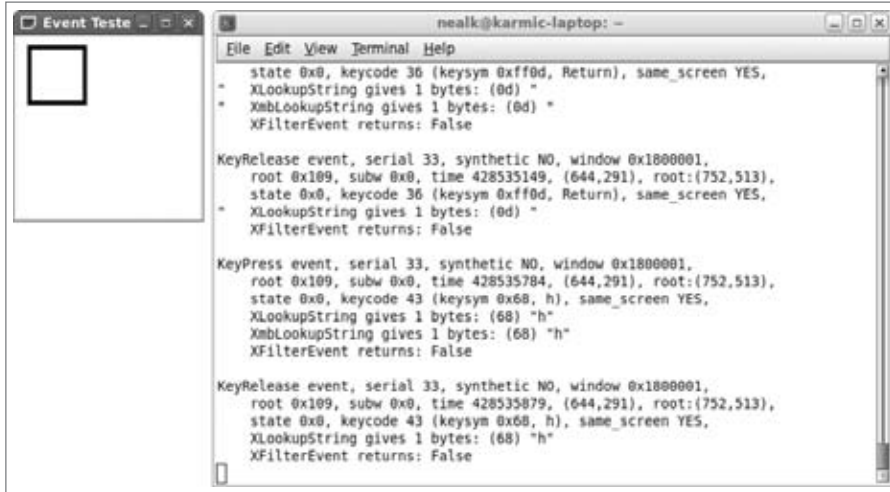 Event Teste
nealk@karmic-laptop: ~
File Edit View Terminal Help
state 0x0, keycode 36 (keysym 0xff0d, Return), same_screen YES,
" XLookupString gives 1 bytes: (0d) "
" XmbLookupString gives 1 bytes: (0d) "
XFilterEvent returns: False
KeyRelease event, serial 33, synthetic NO, window 0x1800001,
root 0x109, subw 0x0, time 428535149, (644,291), root:(752,513),
state 0x0, keycode 36 (keysym 0xff0d, Return), same_screen YES,
" XLookupString gives 1 bytes: (0d) "
XFilterEvent returns: False
KeyPress event, serial 33, synthetic NO, window 0x1800001,
root 0x109, subw 0x0, time 428535784, (644,291), root:(752,513),
state 0x0, keycode 43 (keysym 0x68, h), same_screen YES,
XLookupString gives 1 bytes: (68) "h"
XmbLookupString gives 1 bytes: (68) "h"
XFilterEvent returns: False
KeyRelease event, serial 33, synthetic NO, window 0x1800001,
root 0x109, subw 0x0, time 428535879, (644,291), root:(752,513),
state 0x0, keycode 43 (keysym 0x68, h), same_screen YES,
XLookupString gives 1 bytes: (68) "h"
XFilterEvent returns: False